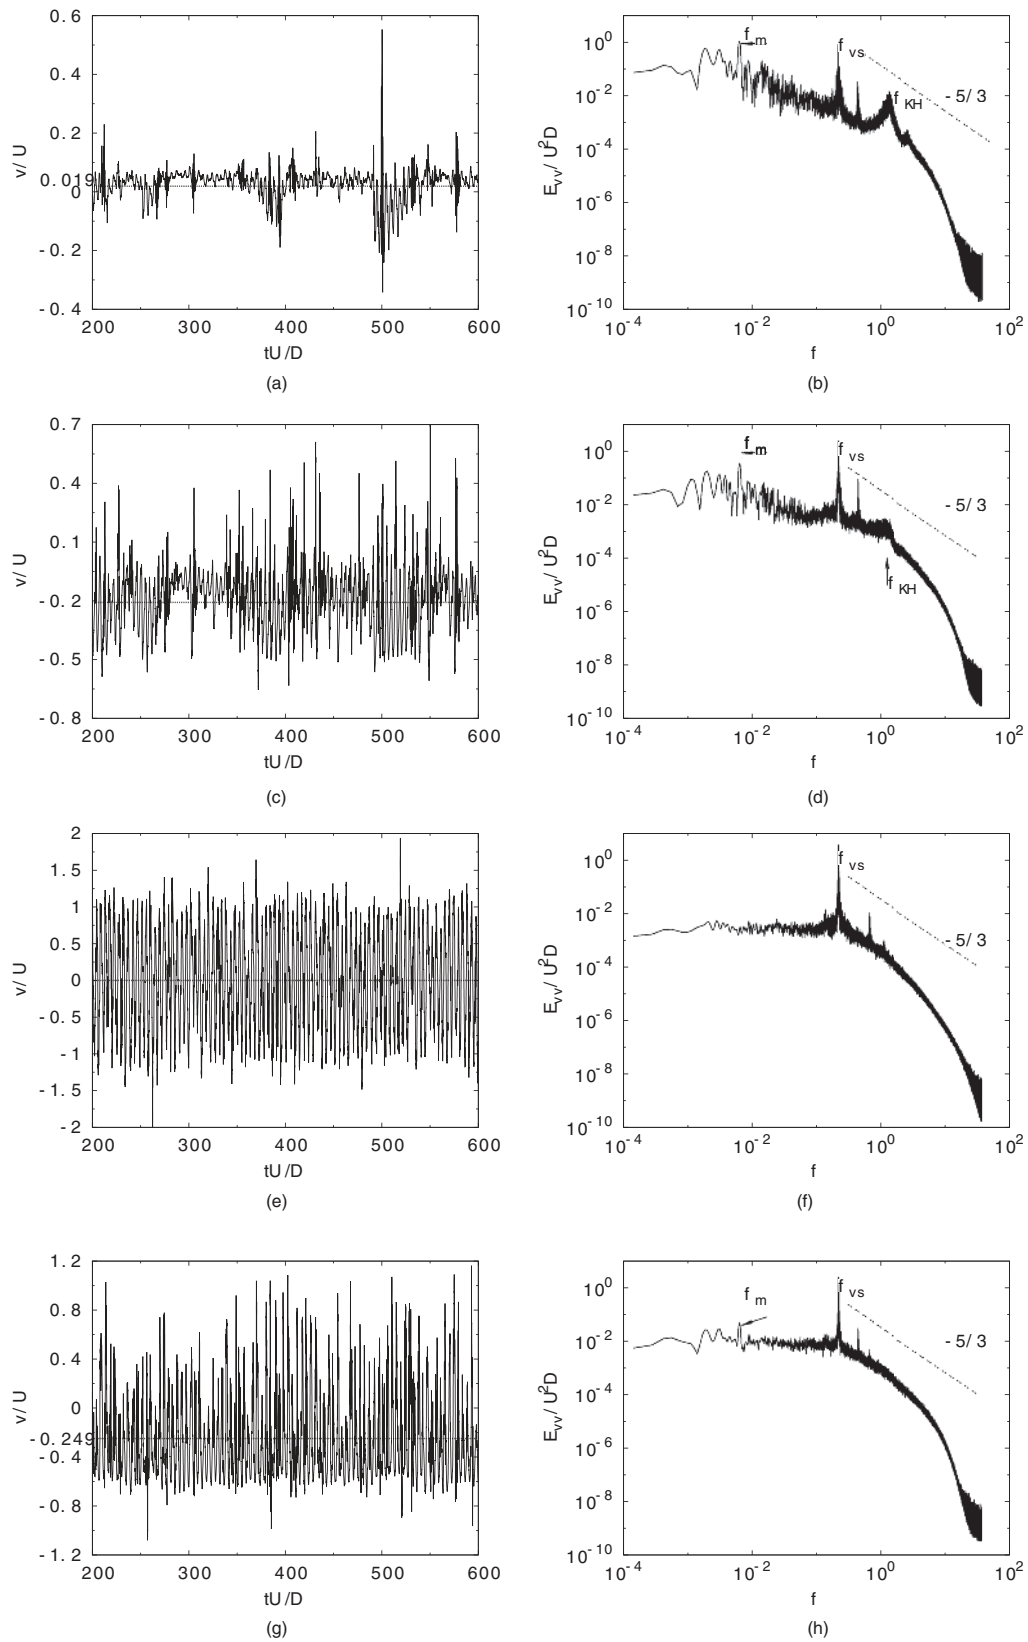 0.6
0.4
0.2
0.019
0
-0.2
-0.4
v/U
200 300 400 500 600
tU/D
(a)
10^0
10^-2
10^-4
10^-6
10^-8
10^-10
E_vv/U^2D
f_m
f_vs
f_KH
-5/3
10^-4 10^-2 10^0 10^2
f
(b)
0.7
0.4
0.1
-0.2
-0.5
-0.8
v/U
200 300 400 500 600
tU/D
(c)
10^0
10^-2
10^-4
10^-6
10^-8
10^-10
E_vv/U^2D
f_m
f_vs
-5/3
f_KH
10^-4 10^-2 10^0 10^2
f
(d)
2
1.5
1
0.5
0
-0.5
-1
-1.5
-2
v/U
200 300 400 500 600
tU/D
(e)
10^0
10^-2
10^-4
10^-6
10^-8
10^-10
E_vv/U^2D
f_vs
-5/3
10^-4 10^-2 10^0 10^2
f
(f)
1.2
0.8
0.4
0
-0.249
-0.4
-0.8
-1.2
v/U
200 300 400 500 600
tU/D
(g)
10^0
10^-2
10^-4
10^-6
10^-8
10^-10
E_vv/U^2D
f_m
f_vs
-5/3
10^-4 10^-2 10^0 10^2
f
(h)